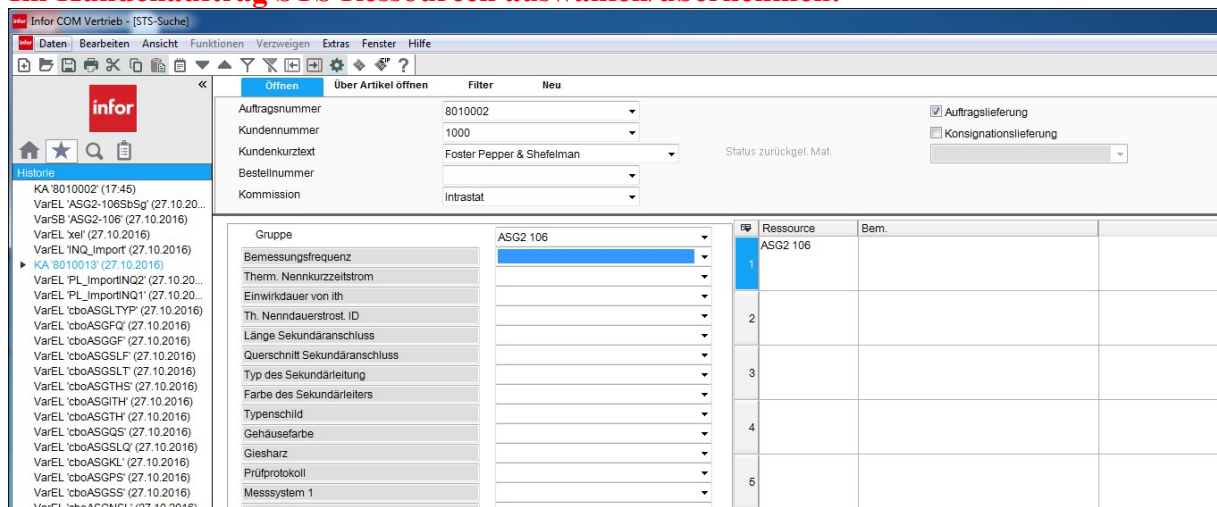 Im Kundenauftrag STS Ressourcen auswählen/übernehmen:
infor Infor COM Vertrieb - [STS-Suche]
infor Daten Bearbeiten Ansicht Funktionen Verzweigen Extras Fenster Hilfe
ZIP ?
«
infor
Historie
KA '8010002' (17:45)
VarEL 'ASG2-106SbSg' (27.10.20...
VarSB 'ASG2-106' (27.10.2016)
VarEL 'xel' (27.10.2016)
VarEL 'INQ_Import' (27.10.2016)
KA '8010013' (27.10.2016)
VarEL 'PL_ImportINQ2' (27.10.20...
VarEL 'PL_ImportINQ1' (27.10.20...
VarEL 'cboASGLTYP' (27.10.2016)
VarEL 'cboASGFQ' (27.10.2016)
VarEL 'cboASGGF' (27.10.2016)
VarEL 'cboASGSLF' (27.10.2016)
VarEL 'cboASGSLT' (27.10.2016)
VarEL 'cboASGTHS' (27.10.2016)
VarEL 'cboASGITH' (27.10.2016)
VarEL 'cboASGTH' (27.10.2016)
VarEL 'cboASGQS' (27.10.2016)
VarEL 'cboASGSLQ' (27.10.2016)
VarEL 'cboASGKL' (27.10.2016)
VarEL 'cboASGPS' (27.10.2016)
VarEL 'cboASGSS' (27.10.2016)
Öffnen Über Artikel öffnen Filter Neu
Auftragsnummer 8010002 Auftragslieferung
Kundennummer 1000 Konsignationslieferung
Kundenkurztext Foster Pepper & Shefelman Status zurückgel. Mat.
Bestellnummer
Kommission Intrastat
Gruppe ASG2 106
Bemessungsfrequenz
Therm. Nennkurzzeitstrom
Einwirkdauer von ith
Th. Nenndauerstrost. ID
Länge Sekundäranschluss
Querschnitt Sekundäranschluss
Typ des Sekundärleitung
Farbe des Sekundärleiters
Typenschild
Gehäusefarbe
Giesharz
Prüfprotokoll
Messsystem 1
Ressource Bem.
1 ASG2 106
2
3
4
5